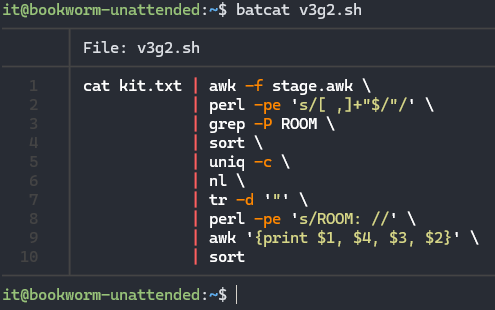 it@bookworm-unattended:~$ batcat v3g2.sh
File: v3g2.sh
1 cat kit.txt | awk -f stage.awk \
2 | perl -pe 's/[ ,]+"$/"/' \
3 | grep -P ROOM \
4 | sort \
5 | uniq -c \
6 | nl \
7 | tr -d '"' \
8 | perl -pe 's/ROOM: //' \
9 | awk '{print $1, $4, $3, $2}' \
10 | sort
it@bookworm-unattended:~$